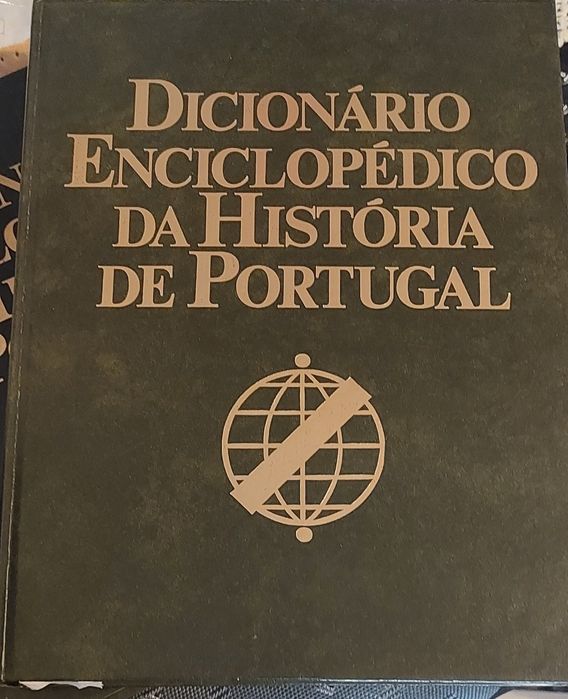 DICIONÁRIO
ENCICLOPÉDICO
DA HISTÓRIA
DE PORTUGAL